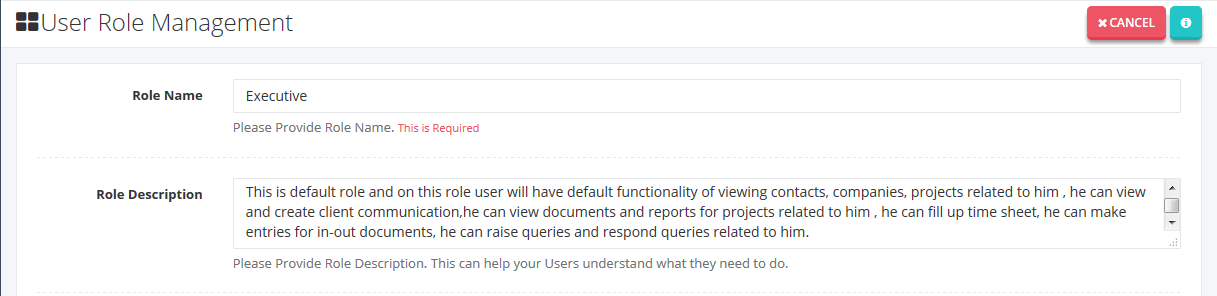 User Role Management
CANCEL
Role Name
Executive
Please Provide Role Name. This is Required
Role Description
This is default role and on this role user will have default functionality of viewing contacts, companies, projects related to him , he can view
and create client communication,he can view documents and reports for projects related to him , he can fill up time sheet, he can make
entries for in-out documents, he can raise queries and respond queries related to him.
Please Provide Role Description. This can help your Users understand what they need to do.